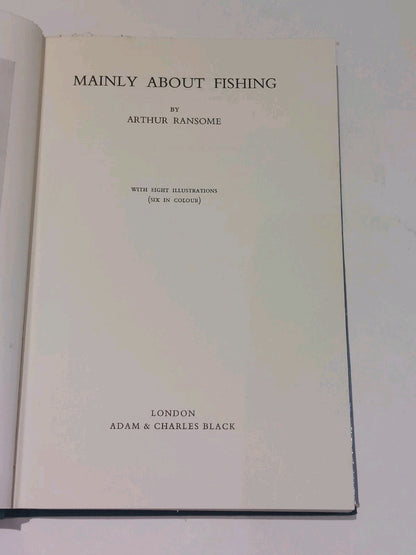 MAINLY ABOUT FISHING
BY
ARTHUR RANSOME
WITH EIGHT ILLUSTRATIONS
(SIX IN COLOUR)
LONDON
ADAM & CHARLES BLACK